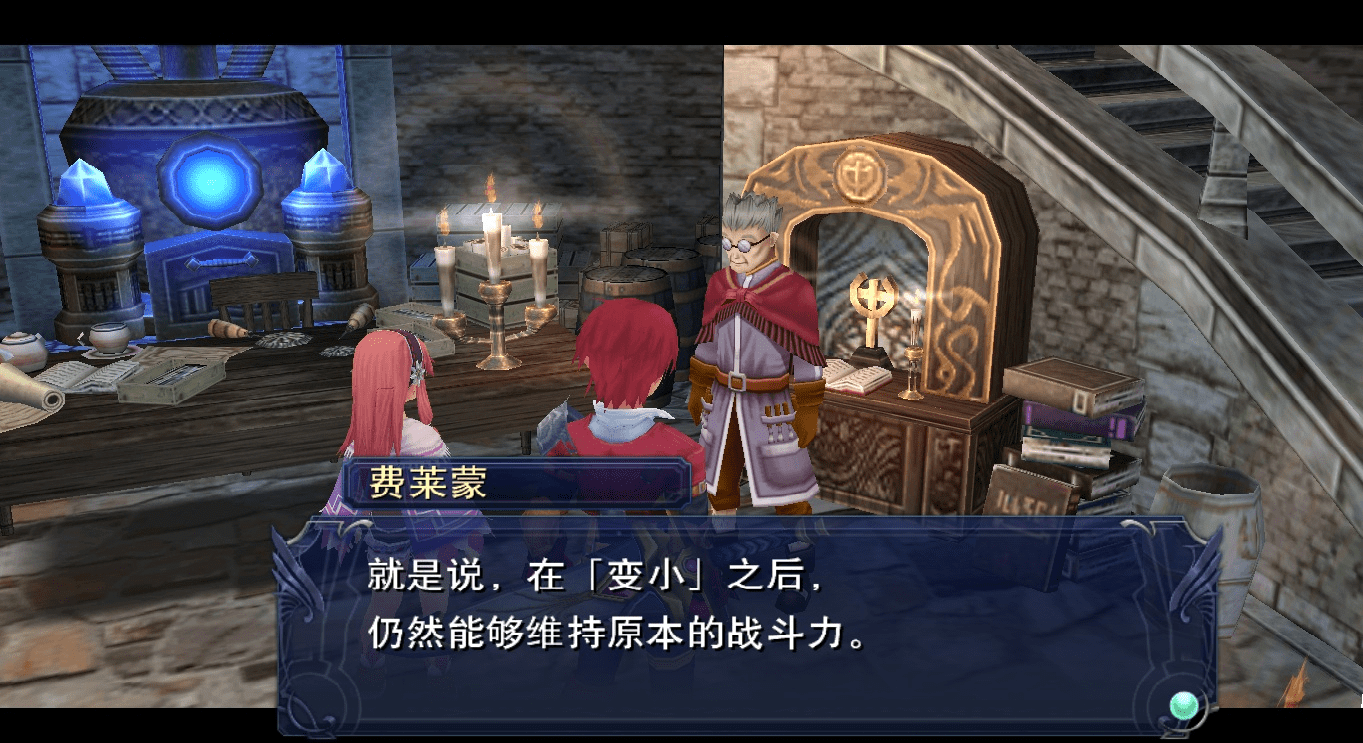 费莱蒙
就是说，在「变小」之后，
仍然能够维持原本的战斗力。